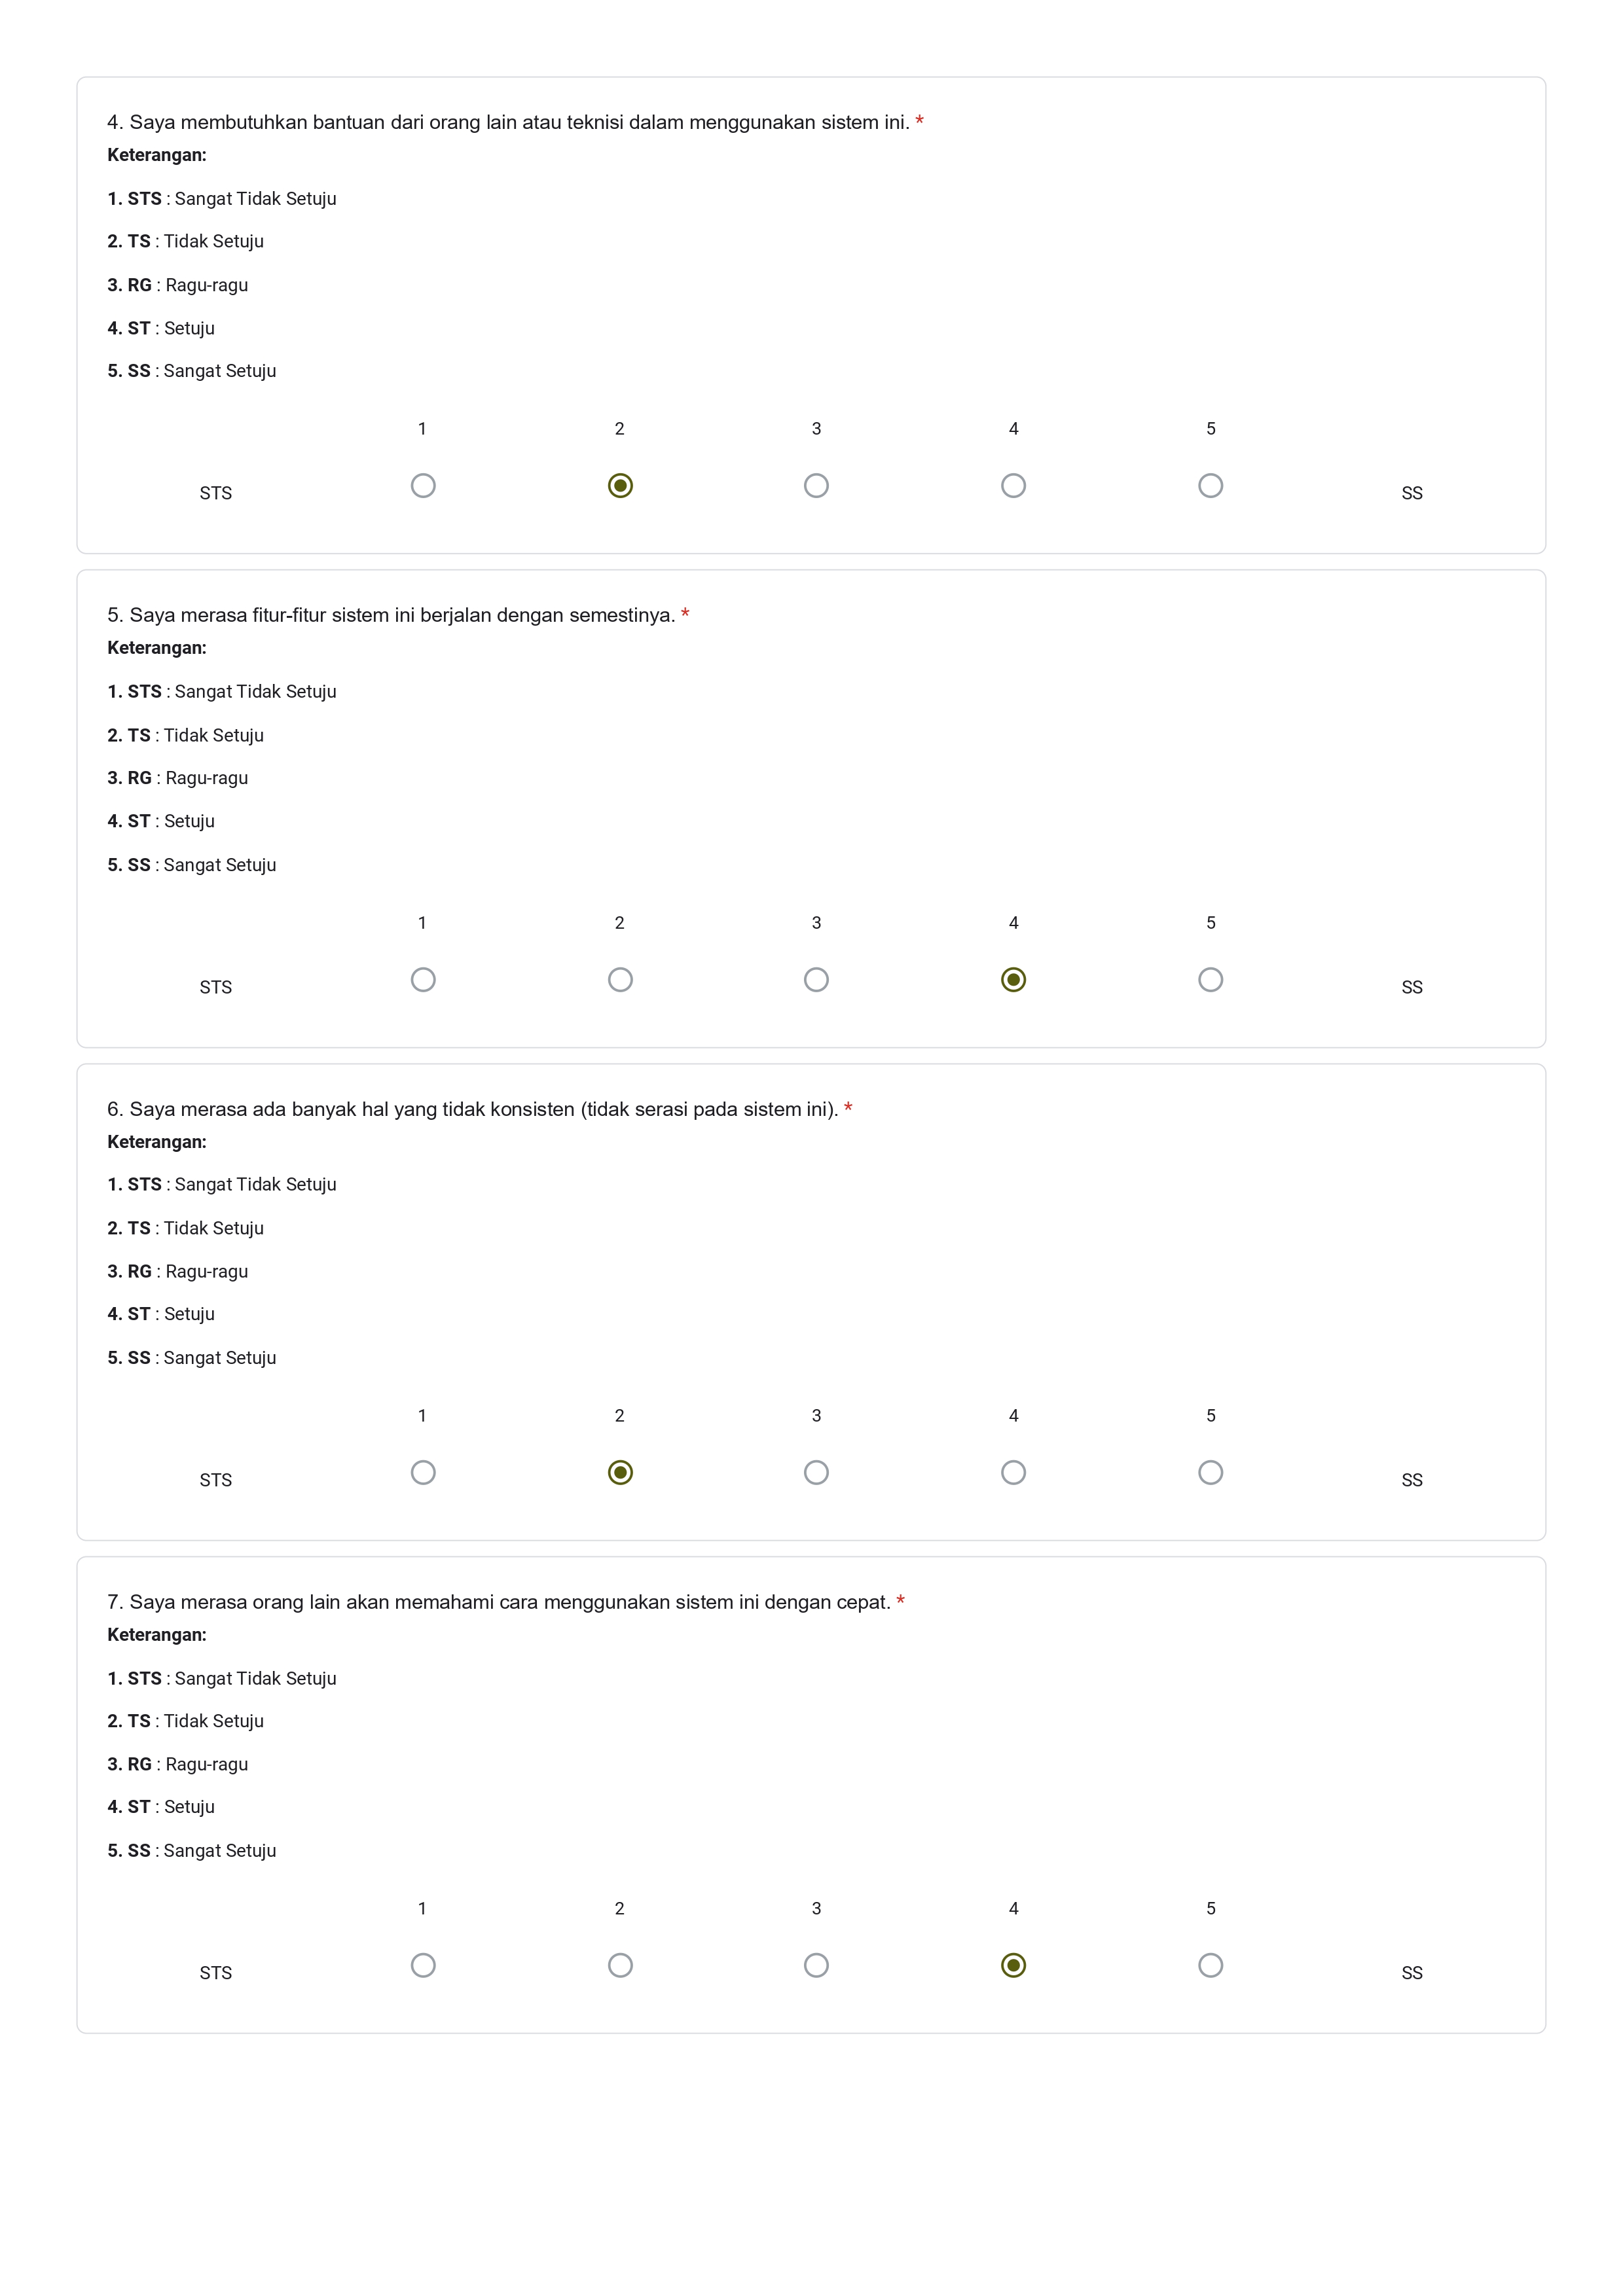 4. Saya membutuhkan bantuan dari orang lain atau teknisi dalam menggunakan sistem ini. *
Keterangan:
1. STS : Sangat Tidak Setuju
2. TS : Tidak Setuju
3. RG : Ragu-ragu
4. ST : Setuju
5. SS : Sangat Setuju
1 2 3 4 5
STS SS
5. Saya merasa fitur-fitur sistem ini berjalan dengan semestinya. *
Keterangan:
1. STS : Sangat Tidak Setuju
2. TS : Tidak Setuju
3. RG : Ragu-ragu
4. ST : Setuju
5. SS : Sangat Setuju
1 2 3 4 5
STS SS
6. Saya merasa ada banyak hal yang tidak konsisten (tidak serasi pada sistem ini). *
Keterangan:
1. STS : Sangat Tidak Setuju
2. TS : Tidak Setuju
3. RG : Ragu-ragu
4. ST : Setuju
5. SS : Sangat Setuju
1 2 3 4 5
STS SS
7. Saya merasa orang lain akan memahami cara menggunakan sistem ini dengan cepat. *
Keterangan:
1. STS : Sangat Tidak Setuju
2. TS : Tidak Setuju
3. RG : Ragu-ragu
4. ST : Setuju
5. SS : Sangat Setuju
1 2 3 4 5
STS SS